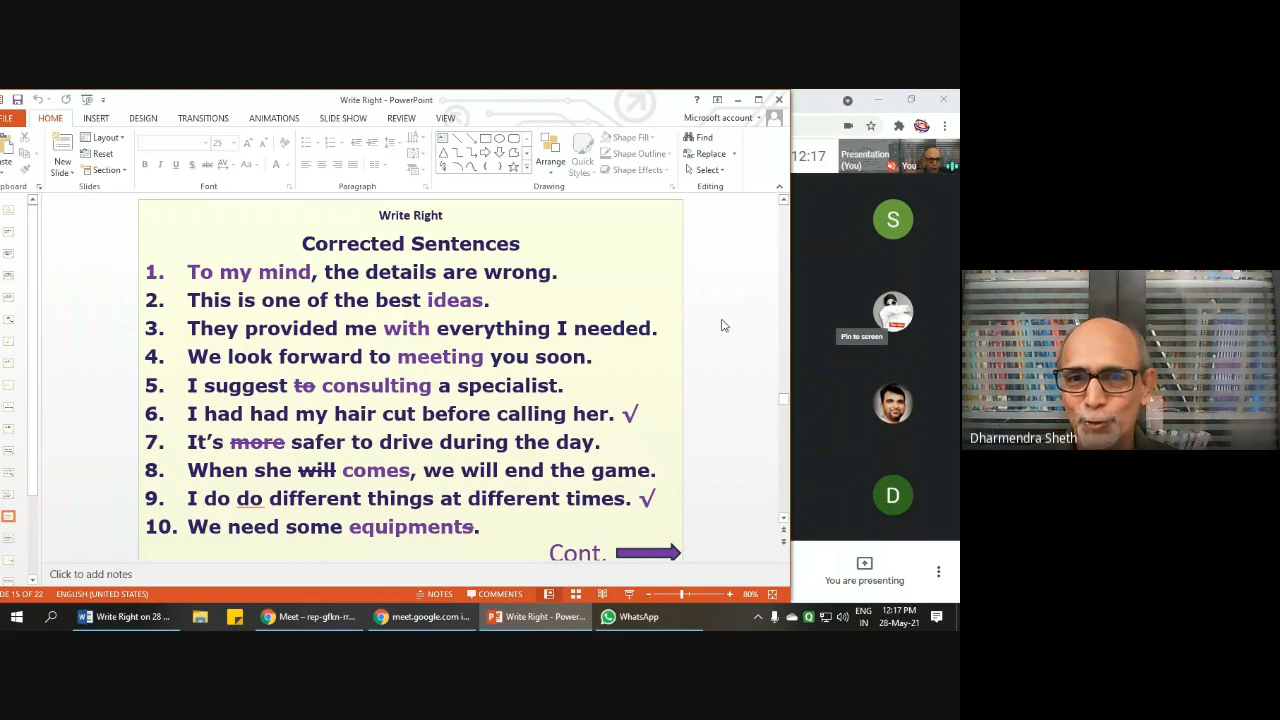 Write Right - PowerPoint
FILE HOME INSERT DESIGN TRANSITIONS ANIMATIONS SLIDE SHOW REVIEW VIEW
Microsoft account
New Slide
Layout
Reset
Section
25
Arrange
Quick Styles
Shape Fill
Shape Outline
Shape Effects
Find
Replace
Select
Slides Font Paragraph Drawing Editing
12:17
Presentation (You)
You
Write Right
Corrected Sentences
1. To my mind, the details are wrong.
2. This is one of the best ideas.
3. They provided me with everything I needed.
4. We look forward to meeting you soon.
5. I suggest to consulting a specialist.
6. I had had my hair cut before calling her. √
7. It’s more safer to drive during the day.
8. When she will comes, we will end the game.
9. I do do different things at different times. √
10. We need some equipments.
Cont.
S
Pin to screen
D
You are presenting
Dharmendra Sheth
Click to add notes
DE 15 OF 22 ENGLISH (UNITED STATES) NOTES COMMENTS 80%
Write Right on 28 ... Meet – rep-gfkn-rr... meet.google.com i... Write Right - Powe... WhatsApp
ENG IN
12:17 PM
28-May-21